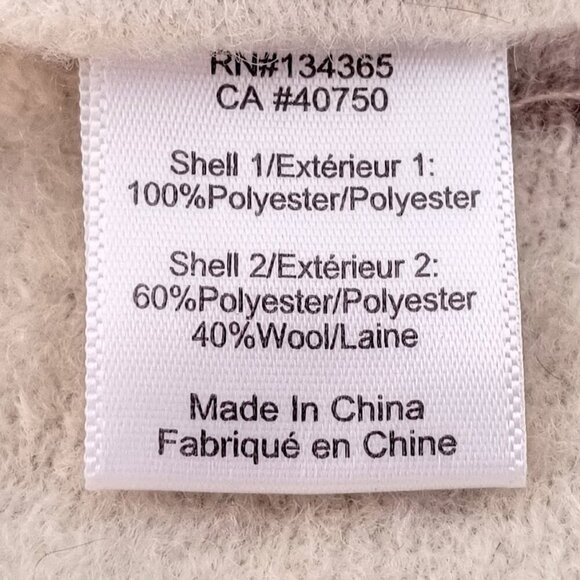 RN#134365
CA #40750
Shell 1/Extérieur 1:
100%Polyester/Polyester
Shell 2/Extérieur 2:
60%Polyester/Polyester
40%Wool/Laine
Made In China
Fabriqué en Chine